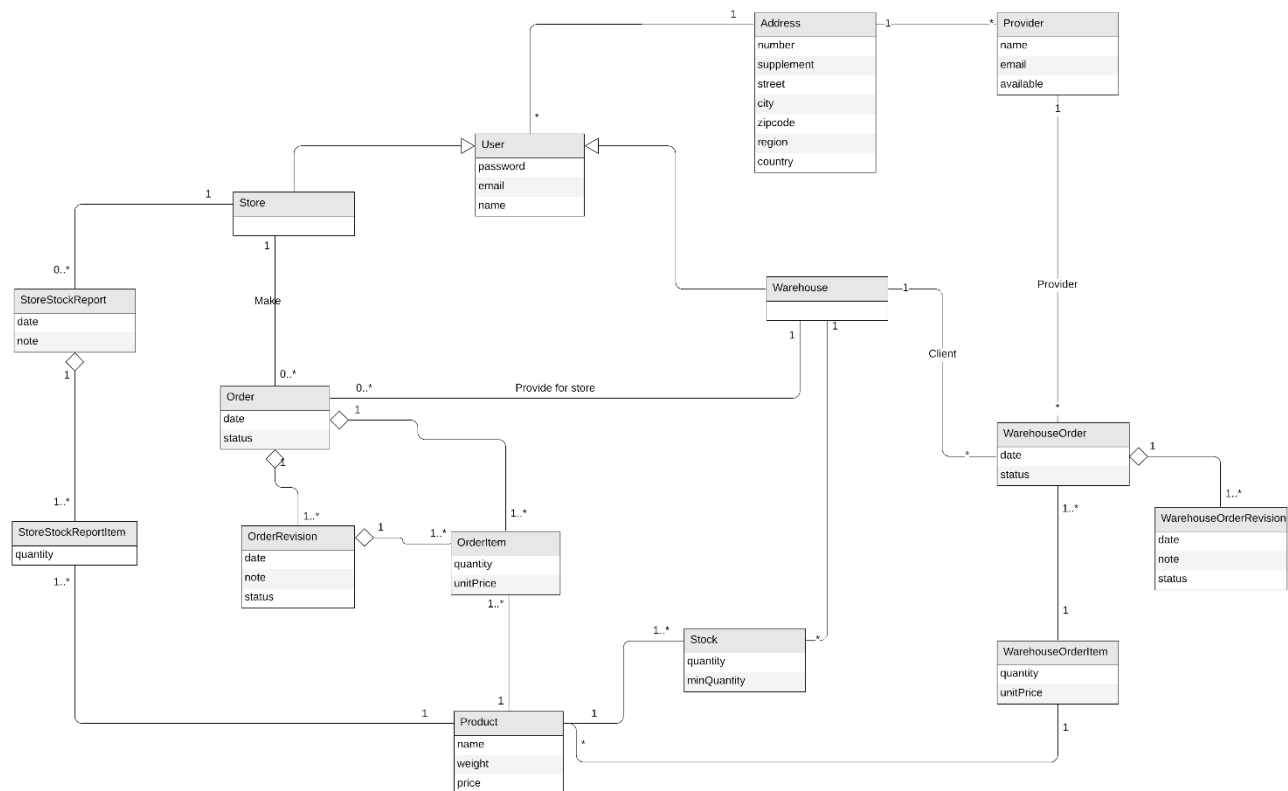 1
Address
number
supplement
street
city
zipcode
region
country
1
*
Provider
name
email
available
1
*
User
password
email
name
1
Store
1
0..*
StoreStockReport
date
note
1
Make
0..*
Warehouse
1
1
1
Client
Provider
*
0..*
Provide for store
Order
date
status
1
1
*
WarehouseOrder
date
status
1
1..*
WarehouseOrderRevision
date
note
status
1..*
1..*
StoreStockReportItem
quantity
1..*
1..*
OrderRevision
date
note
status
1
1..*
1..*
OrderItem
quantity
unitPrice
1..*
1..*
Stock
quantity
minQuantity
*
1
WarehouseOrderItem
quantity
unitPrice
1
1
1
1
*
Product
name
weight
price